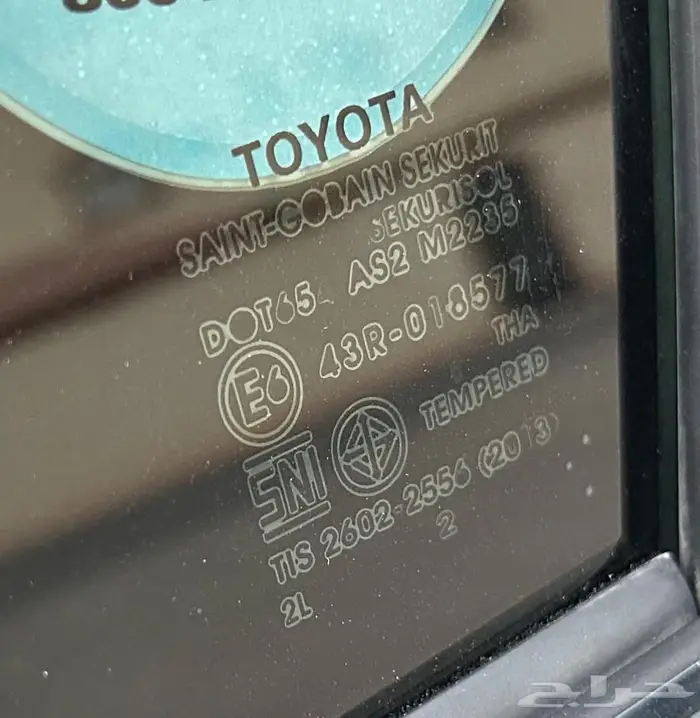 TOYOTA
SAINT-GOBAIN SEKURIT
SEKURISOL
DOT65 AS2 M2235
E6 43R-018577
THA
SNI TEMPERED
TIS 2602-2556 (2013)
2L 2
حراج